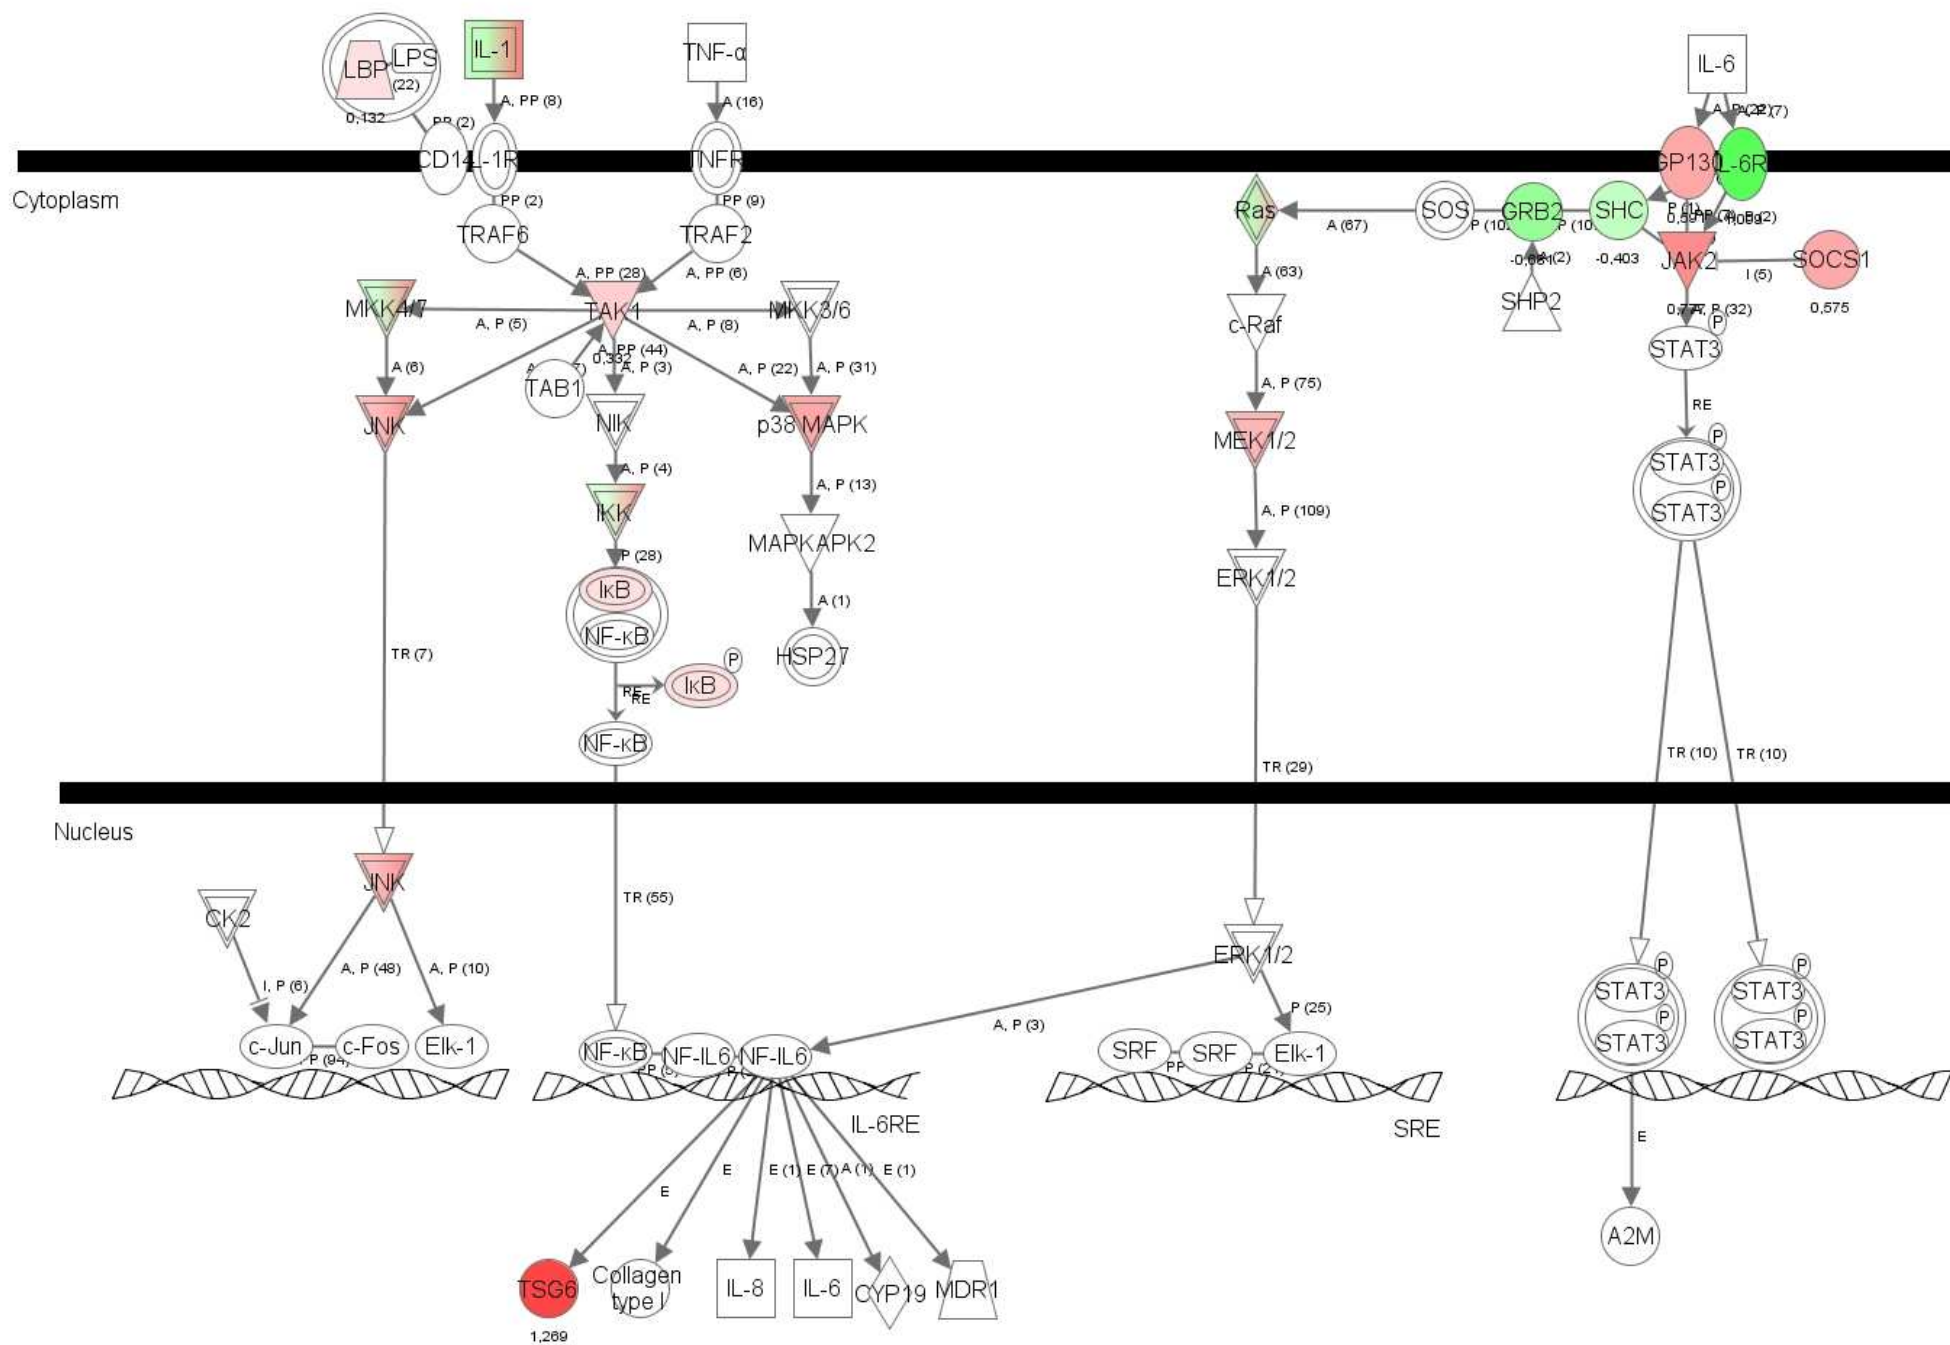 LBP
LPS
(22)
0,132
IL-1
TNF-α
IL-6
A, PP (8)
A (16)
PP (2)
CD14
IL-1R
TNFR
GP130
IL-6R
Cytoplasm
PP (2)
PP (9)
TRAF6
TRAF2
Ras
A (67)
SOS
GRB2
SHC
-0,403
JAK2
I (5)
SOCS1
0,575
A, PP (28)
A, PP (6)
A (63)
A (2)
SHP2
MKK4/7
A, P (5)
TAK1
A, P (8)
MKK3/6
c-Raf
A, P (32)
P
STAT3
0,332
A, PP (44)
A (6)
A, P (3)
A, P (22)
A, P (31)
TAB1
A, P (75)
RE
JNK
NIK
p38 MAPK
MEK1/2
P
STAT3
P
STAT3
A, P (4)
A, P (13)
IKK
A, P (109)
P (28)
MAPKAPK2
ERK1/2
IκB
A (1)
NF-κB
HSP27
TR (7)
P
IκB
RE
RE
NF-κB
TR (29)
TR (10)
TR (10)
Nucleus
JNK
CK2
TR (55)
ERK1/2
A, P (48)
A, P (10)
I, P (6)
A, P (3)
P (25)
P
STAT3
P
STAT3
P
STAT3
P
STAT3
c-Jun
c-Fos
Elk-1
NF-κB
NF-IL6
NF-IL6
SRF
SRF
Elk-1
PP
IL-6RE
SRE
E
E
E (1)
E (7)
A (1)
E (1)
E
TSG6
1,269
Collagen
type I
IL-8
IL-6
CYP19
MDR1
A2M